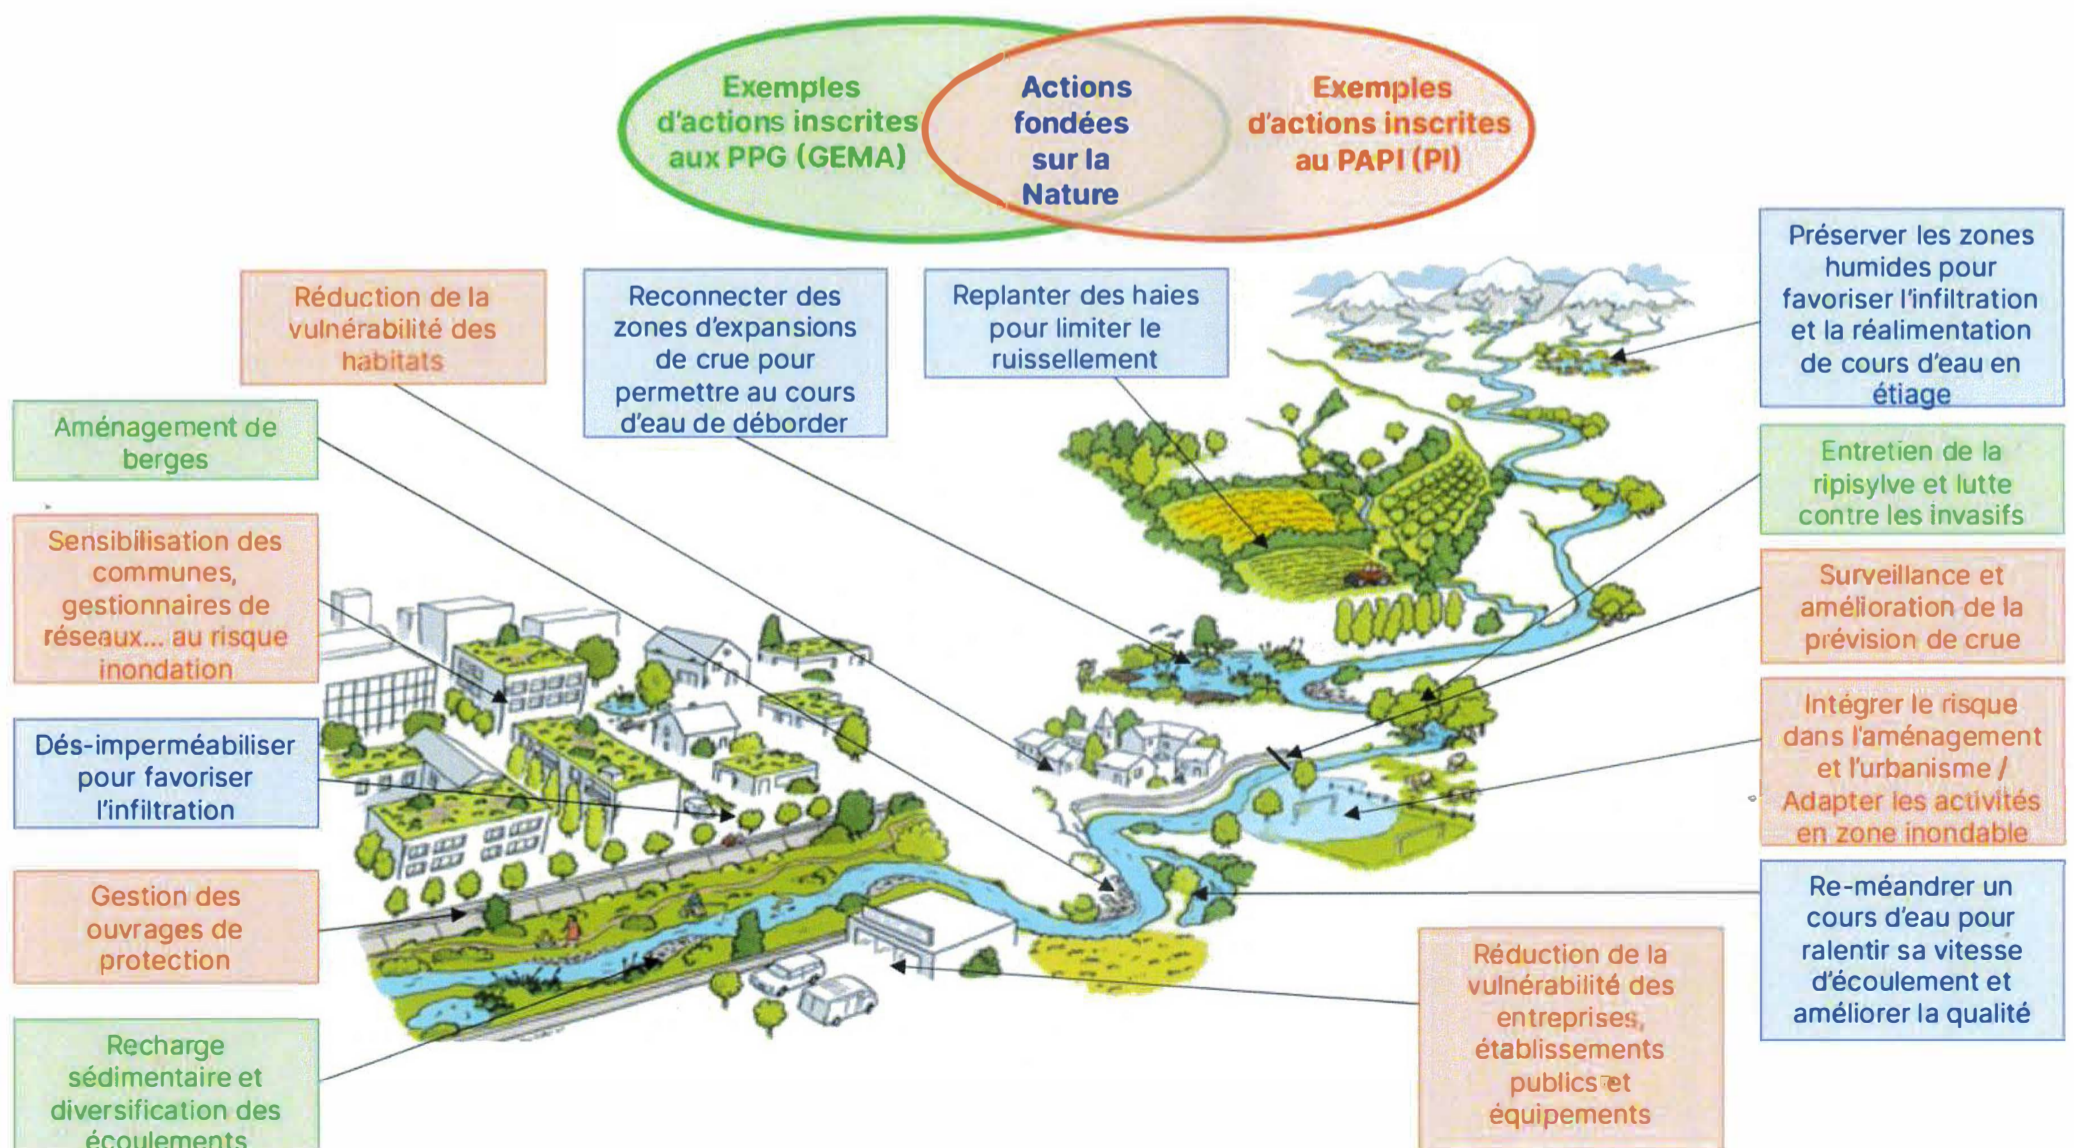 Exemples
d'actions inscrites
aux PPG (GEMA)
Actions
fondées
sur la
Nature
Exemples
d'actions inscrites
au PAPI (PI)
Réduction de la
vulnérabilité des
habitats
Reconnecter des
zones d'expansions
de crue pour
permettre au cours
d'eau de déborder
Replanter des haies
pour limiter le
ruissellement
Préserver les zones
humides pour
favoriser l'infiltration
et la réalimentation
de cours d'eau en
étiage
Aménagement de
berges
Entretien de la
ripisylve et lutte
contre les invasifs
Sensibilisation des
communes,
gestionnaires de
réseaux... au risque
inondation
Surveillance et
amélioration de la
prévision de crue
Intégrer le risque
dans l'aménagement
et l'urbanisme /
Adapter les activités
en zone inondable
Dés-imperméabiliser
pour favoriser
l'infiltration
Gestion des
ouvrages de
protection
Re-méandrer un
cours d'eau pour
ralentir sa vitesse
d'écoulement et
améliorer la qualité
Réduction de la
vulnérabilité des
entreprises,
établissements
publics et
équipements
Recharge
sédimentaire et
diversification des
écoulements